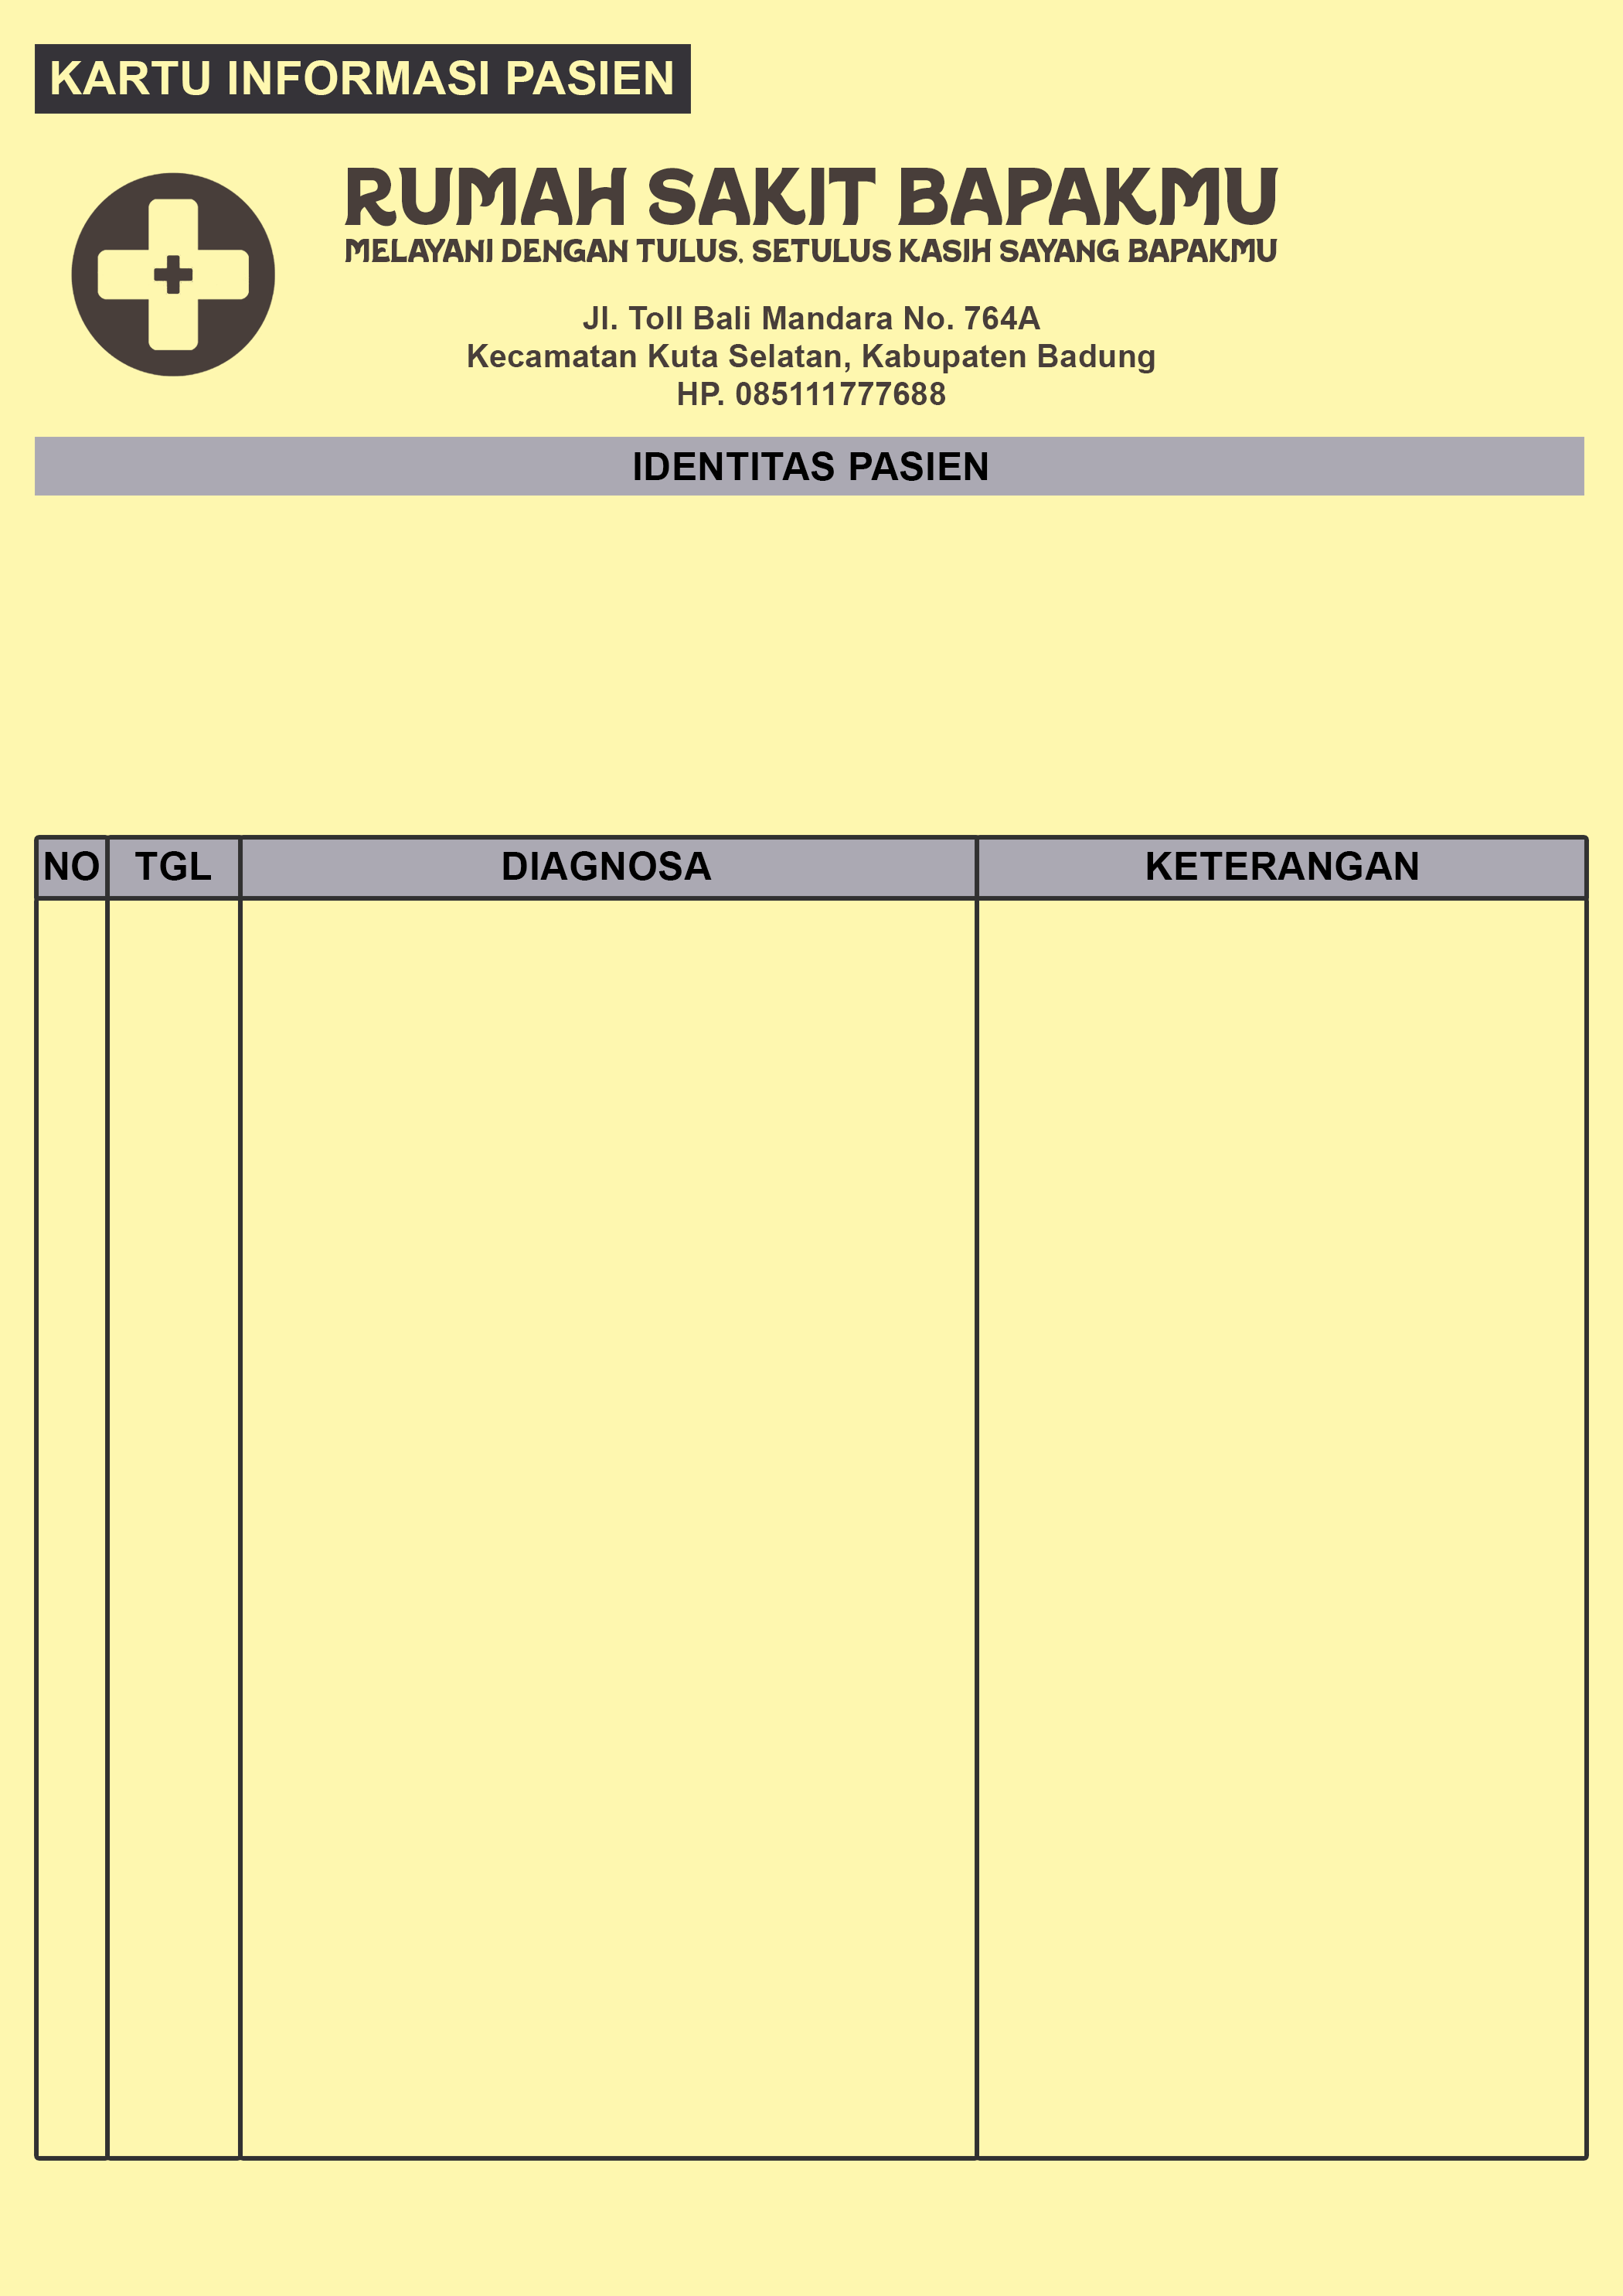 KARTU INFORMASI PASIEN
RUMAH SAKIT BAPAKMU
MELAYANI DENGAN TULUS, SETULUS KASIH SAYANG BAPAKMU
Jl. Toll Bali Mandara No. 764A
Kecamatan Kuta Selatan, Kabupaten Badung
HP. 085111777688
IDENTITAS PASIEN
NO TGL DIAGNOSA KETERANGAN